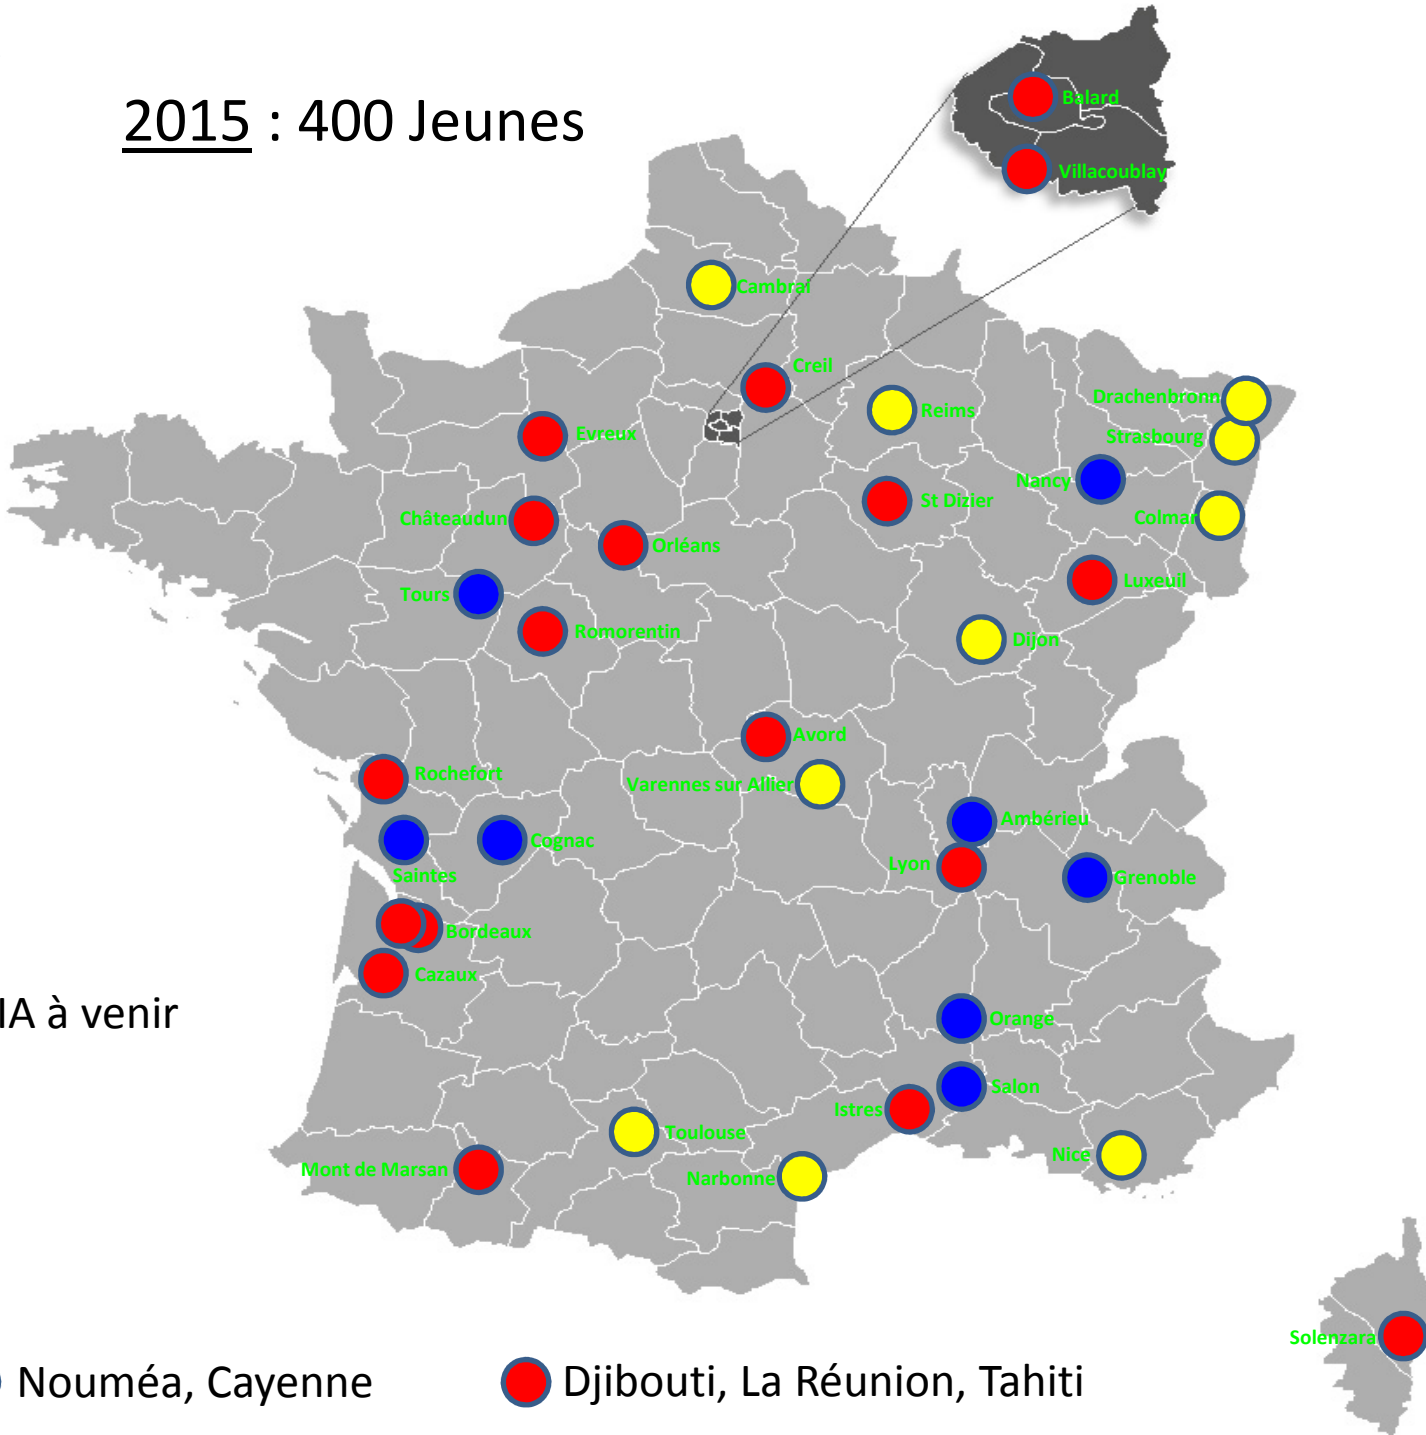 2015 : 400 Jeunes
Balard
Villacoublay
Cambrai
Creil
Drachenbronn
Reims
Evreux
Strasbourg
Nancy
St Dizier
Châteaudun
Colmar
Orléans
Luxeuil
Tours
Romorentin
Dijon
Avord
Rochefort
Varennes sur Allier
Ambérieu
Cognac
Lyon
Saintes
Grenoble
Bordeaux
Cazaux
IA à venir
Orange
Salon
Istres
Toulouse
Nice
Mont de Marsan
Narbonne
Solenzara
Nouméa, Cayenne
Djibouti, La Réunion, Tahiti